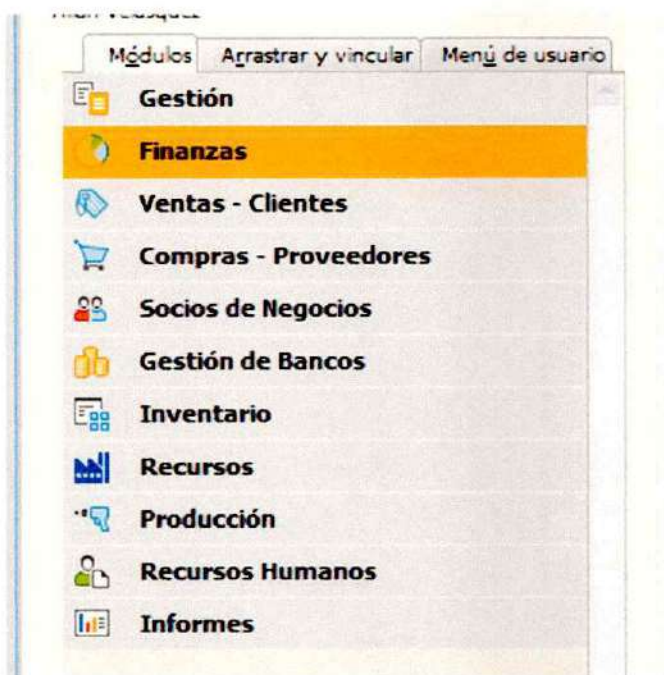 Módulos Arrastrar y vincular Menú de usuario
Gestión
Finanzas
Ventas - Clientes
Compras - Proveedores
Socios de Negocios
Gestión de Bancos
Inventario
Recursos
Producción
Recursos Humanos
Informes